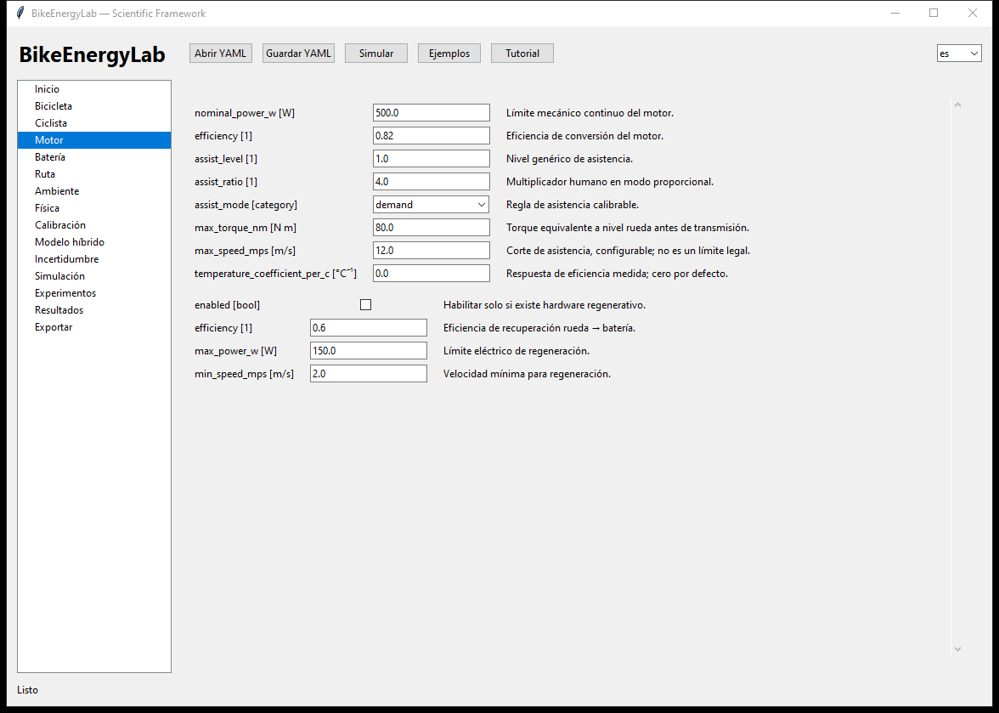 BikeEnergyLab — Scientific Framework
BikeEnergyLab
Abrir YAML
Guardar YAML
Simular
Ejemplos
Tutorial
es
Inicio
Bicicleta
Ciclista
Motor
Batería
Ruta
Ambiente
Física
Calibración
Modelo híbrido
Incertidumbre
Simulación
Experimentos
Resultados
Exportar
nominal_power_w [W] 500.0 Límite mecánico continuo del motor.
efficiency [1] 0.82 Eficiencia de conversión del motor.
assist_level [1] 1.0 Nivel genérico de asistencia.
assist_ratio [1] 4.0 Multiplicador humano en modo proporcional.
assist_mode [category] demand Regla de asistencia calibrable.
max_torque_nm [N m] 80.0 Torque equivalente a nivel rueda antes de transmisión.
max_speed_mps [m/s] 12.0 Corte de asistencia, configurable; no es un límite legal.
temperature_coefficient_per_c [°C⁻¹] 0.0 Respuesta de eficiencia medida; cero por defecto.
enabled [bool] Habilitar solo si existe hardware regenerativo.
efficiency [1] 0.6 Eficiencia de recuperación rueda → batería.
max_power_w [W] 150.0 Límite eléctrico de regeneración.
min_speed_mps [m/s] 2.0 Velocidad mínima para regeneración.
Listo